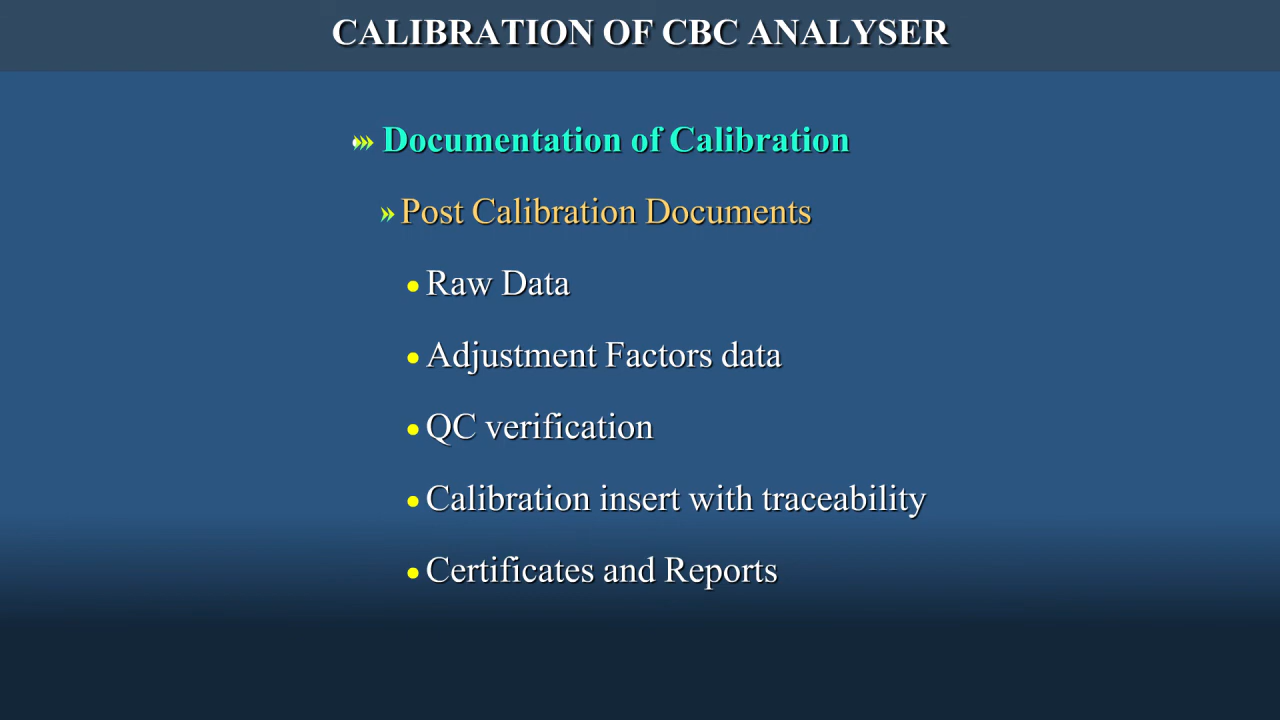 CALIBRATION OF CBC ANALYSER
Documentation of Calibration
Post Calibration Documents
Raw Data
Adjustment Factors data
QC verification
Calibration insert with traceability
Certificates and Reports